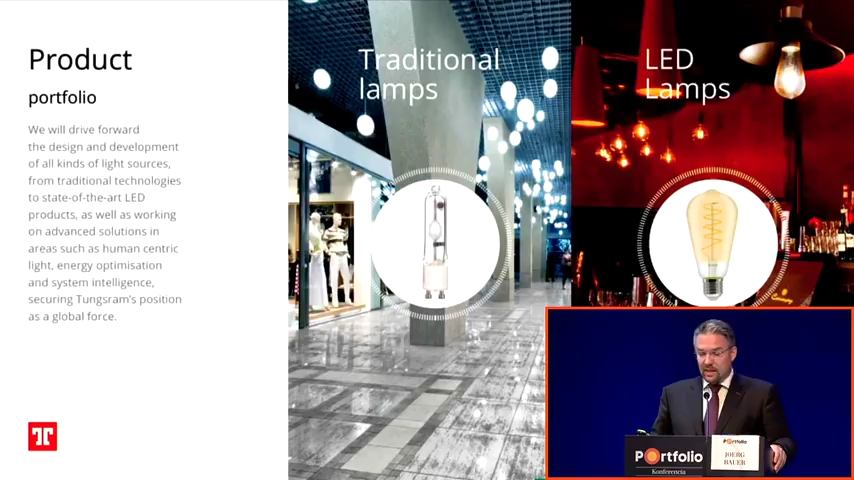 Product
portfolio
We will drive forward
the design and development
of all kinds of light sources,
from traditional technologies
to state-of-the-art LED
products, as well as working
on advanced solutions in
areas such as human centric
light, energy optimisation
and system intelligence,
securing Tungsram's position
as a global force.
Traditional
lamps
LED
Lamps
Portfolio
Konferencia
Portfolio
JOERG
BAUER